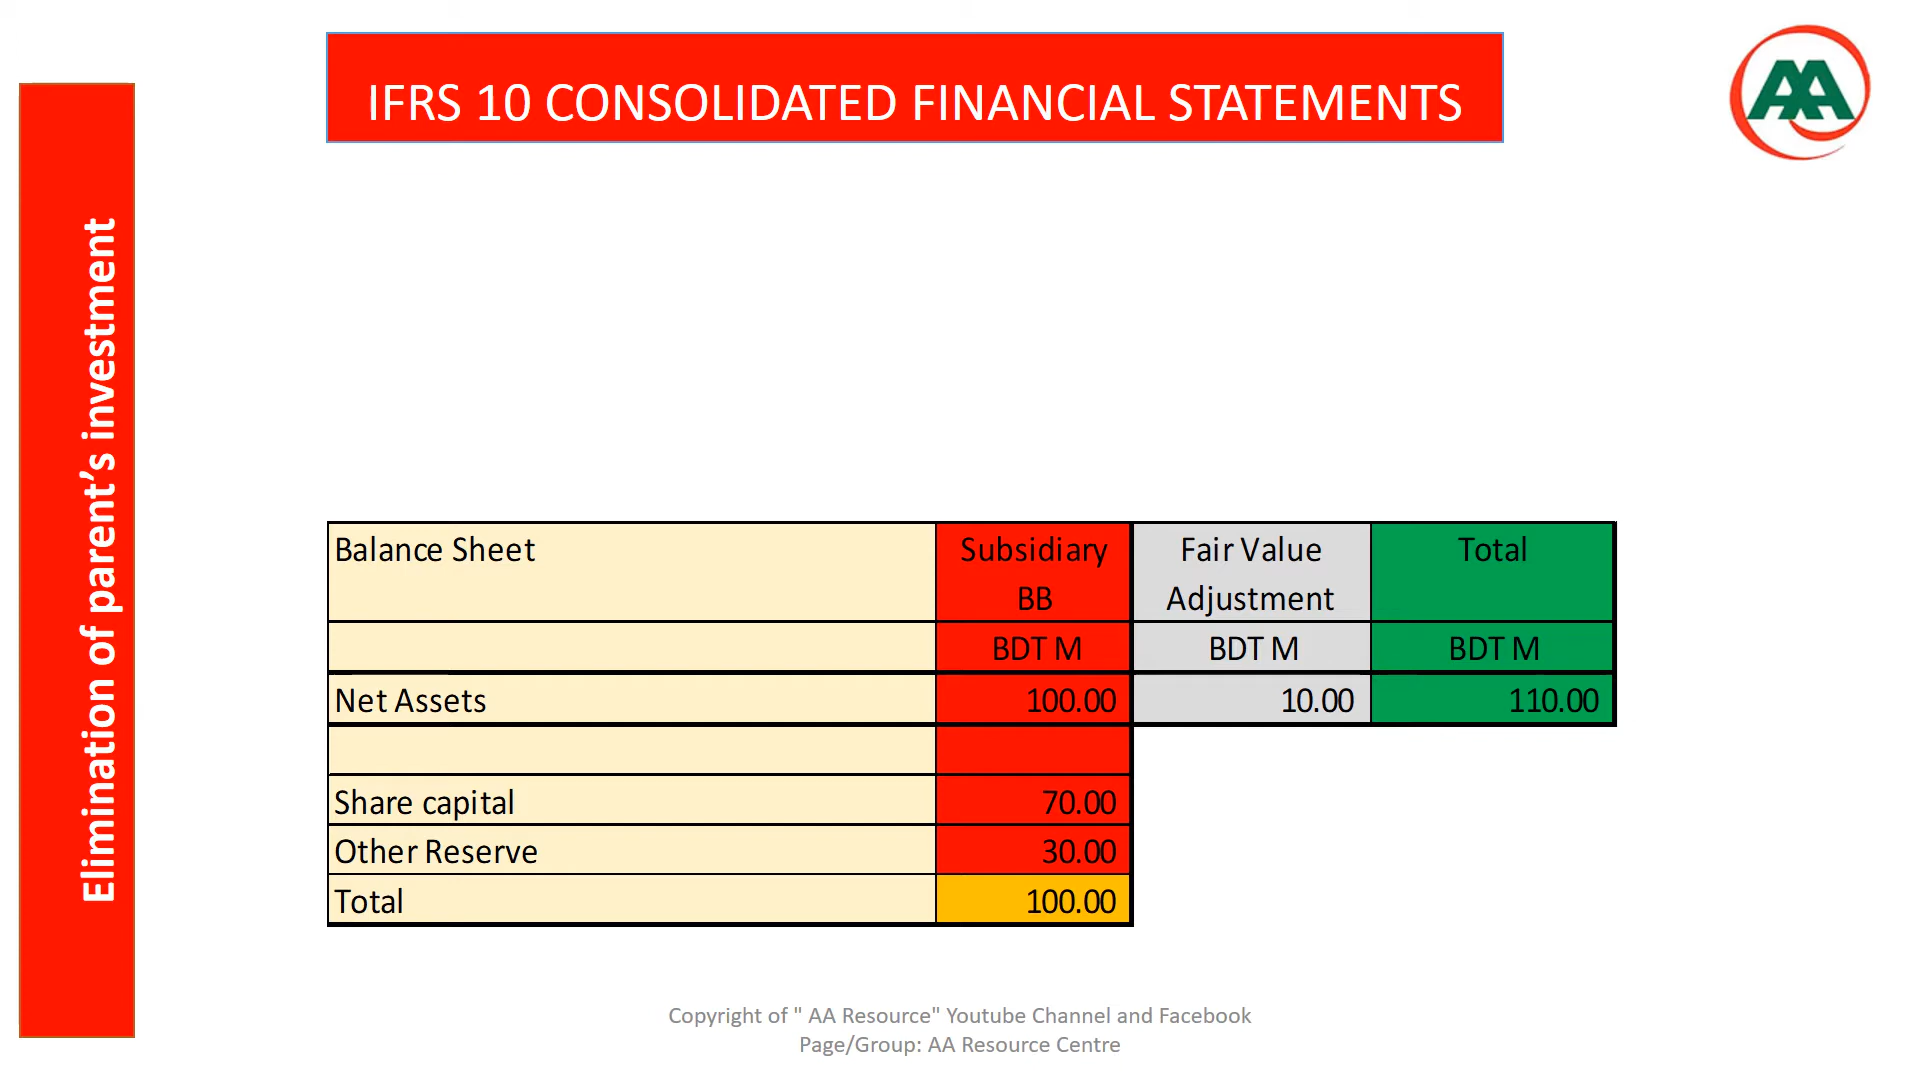 IFRS 10 CONSOLIDATED FINANCIAL STATEMENTS
AA
Elimination of parent's investment
Balance Sheet Subsidiary BB Fair Value Adjustment Total
BDT M BDT M BDT M
Net Assets 100.00 10.00 110.00
Share capital 70.00
Other Reserve 30.00
Total 100.00
Copyright of " AA Resource" Youtube Channel and Facebook
Page/Group: AA Resource Centre